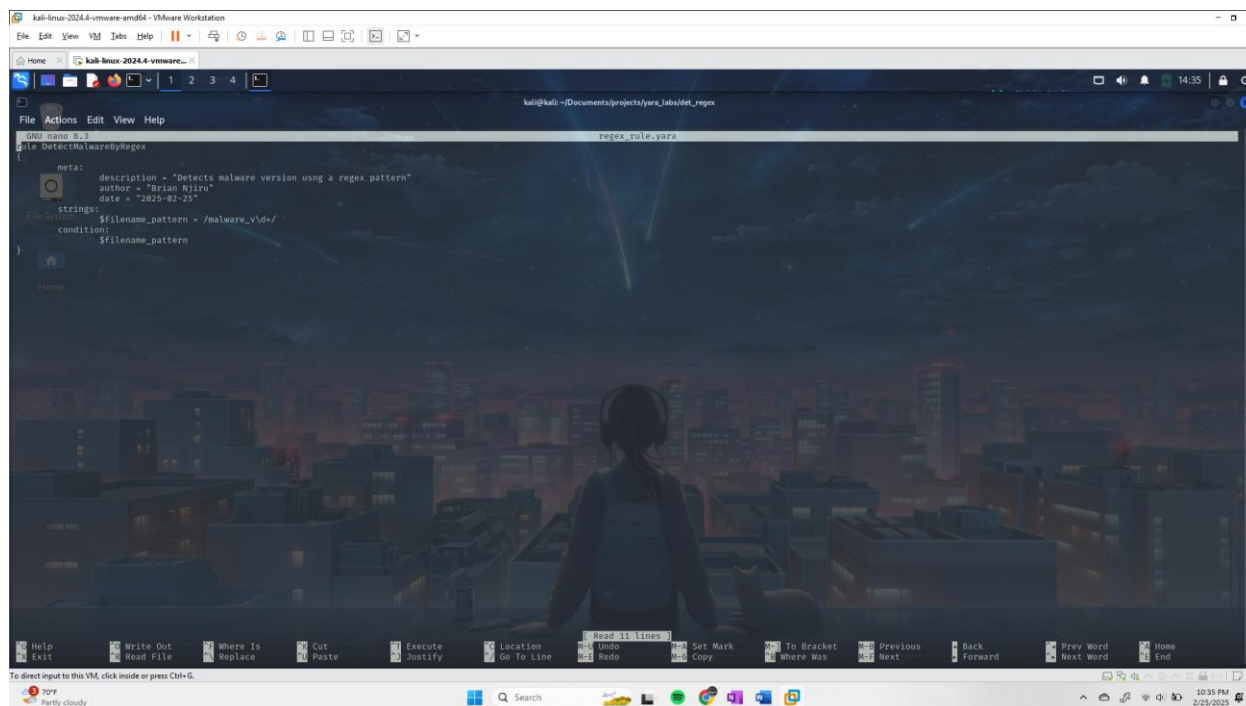 kali-linux-2024.4-vmware-amd64 - VMware Workstation
File Edit View VM Tabs Help
Home kali-linux-2024.4-vmware...
1 2 3 4 14:35
kali@kali: ~/Documents/projects/yara_labs/det_regex
File Actions Edit View Help
GNU nano 8.3 regex_rule.yara
rule DetectMalwareByRegex
{
meta:
description = "Detects malware version usng a regex pattern"
author = "Brian Njiru"
date = "2025-02-25"
strings:
File System
$filename_pattern = /malware_v\d+/
condition:
$filename_pattern
}
Home
[ Read 11 lines ]
^G Help ^O Write Out ^F Where Is ^K Cut ^T Execute ^C Location M-U Undo M-A Set Mark M-] To Bracket M-B Previous Back Prev Word ^A Home
^X Exit ^R Read File ^\ Replace ^U Paste ^J Justify ^/ Go To Line M-E Redo M-6 Copy ^B Where Was M-F Next Forward Next Word ^E End
To direct input to this VM, click inside or press Ctrl+G.
3 70°F
Partly cloudy
Search
10:35 PM
2/25/2025